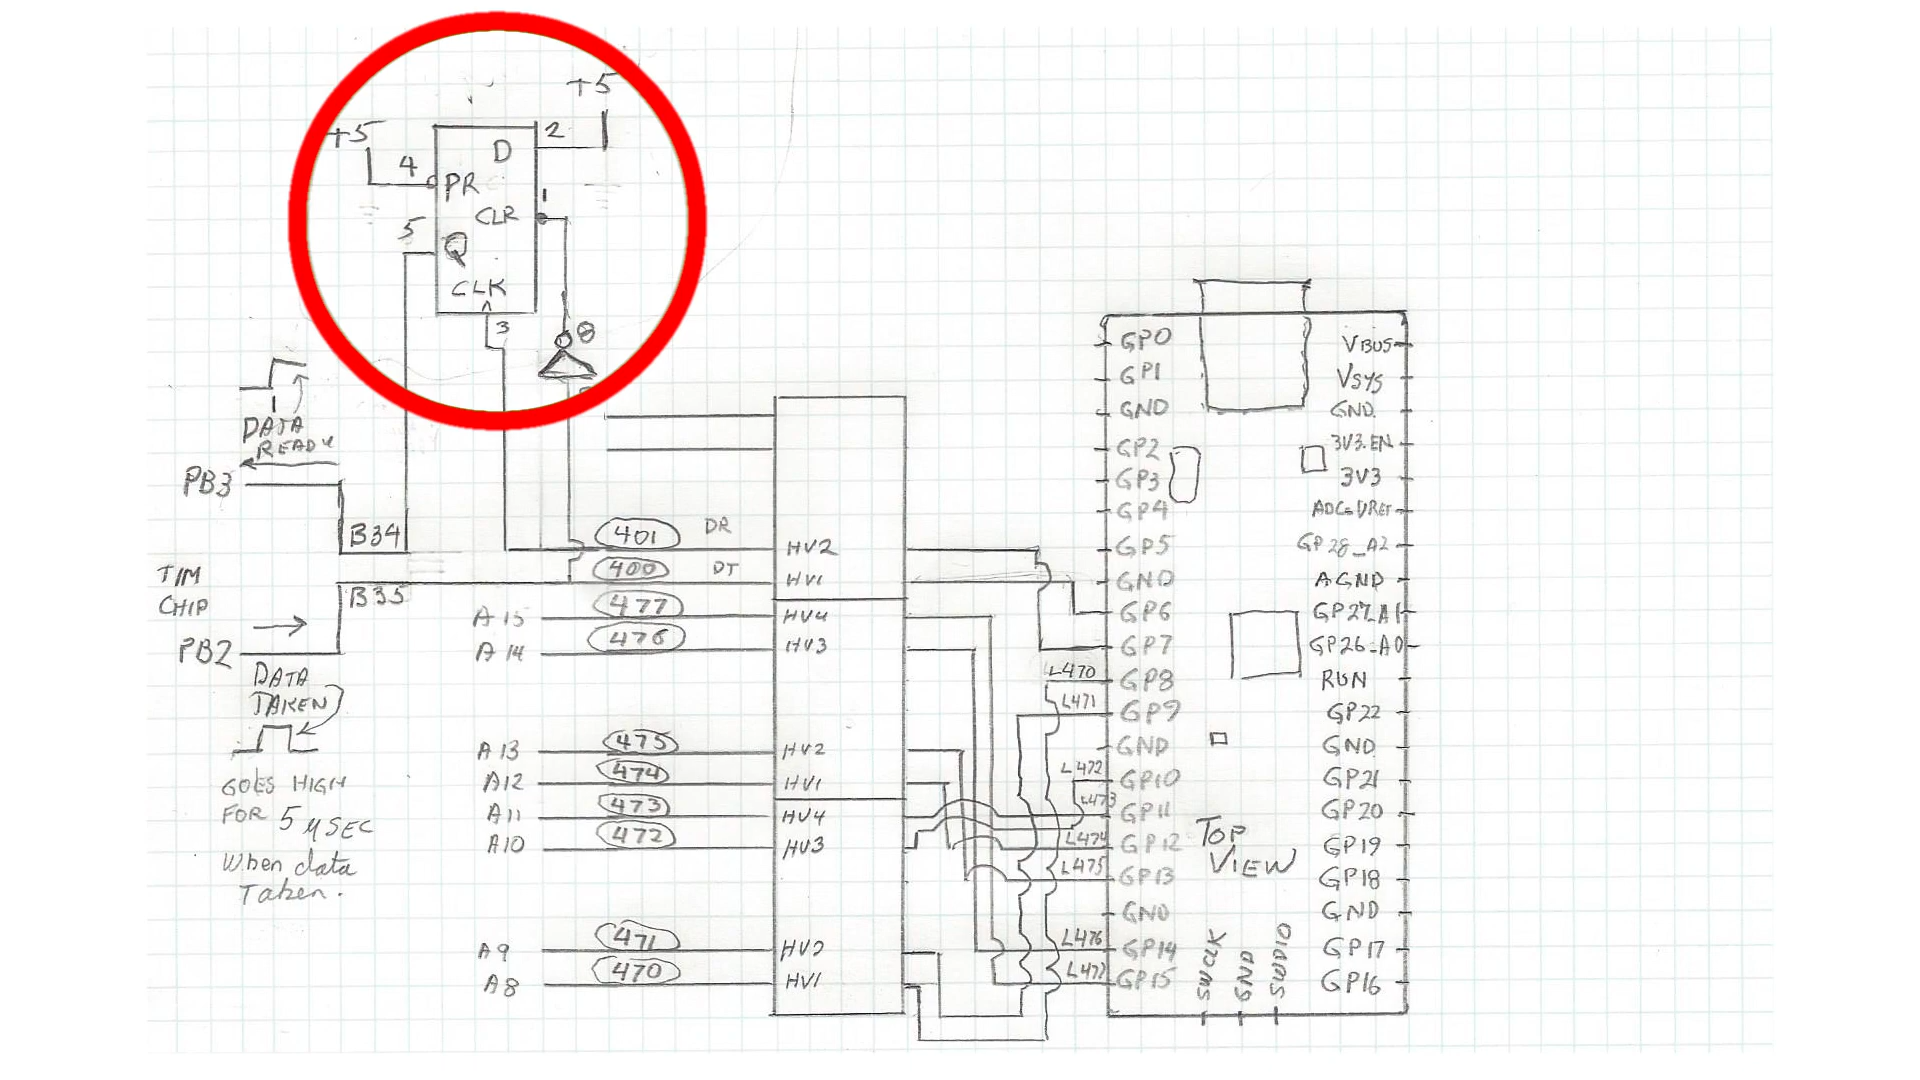 +5
+5
2
D
4
PR
1
CLR
5
Q
CLK
3
8
DATA
READY
PB3
B34
401
DR
HV2
400
DT
HV1
TIM
CHIP
B35
PB2
DATA
TAKEN
GOES HIGH
FOR 5 μSEC
When data
Taken.
A15
477
HV4
A14
476
HV3
A13
475
HV2
A12
474
HV1
A11
473
HV4
A10
472
HV3
A9
471
HV2
A8
470
HV1
GP0
GP1
GND
GP2
GP3
GP4
GP5
GND
GP6
GP7
L470
GP8
L471
GP9
GND
L472
GP10
L473
GP11
L474
GP12
L475
GP13
GND
L476
GP14
L477
GP15
TOP
VIEW
SWCLK
GND
SWDIO
VBUS
VSYS
GND.
3V3.EN
3V3
ADC_VREF
GP28_A2
AGND
GP27_A1
GP26_A0
RUN
GP22
GND
GP21
GP20
GP19
GP18
GND
GP17
GP16